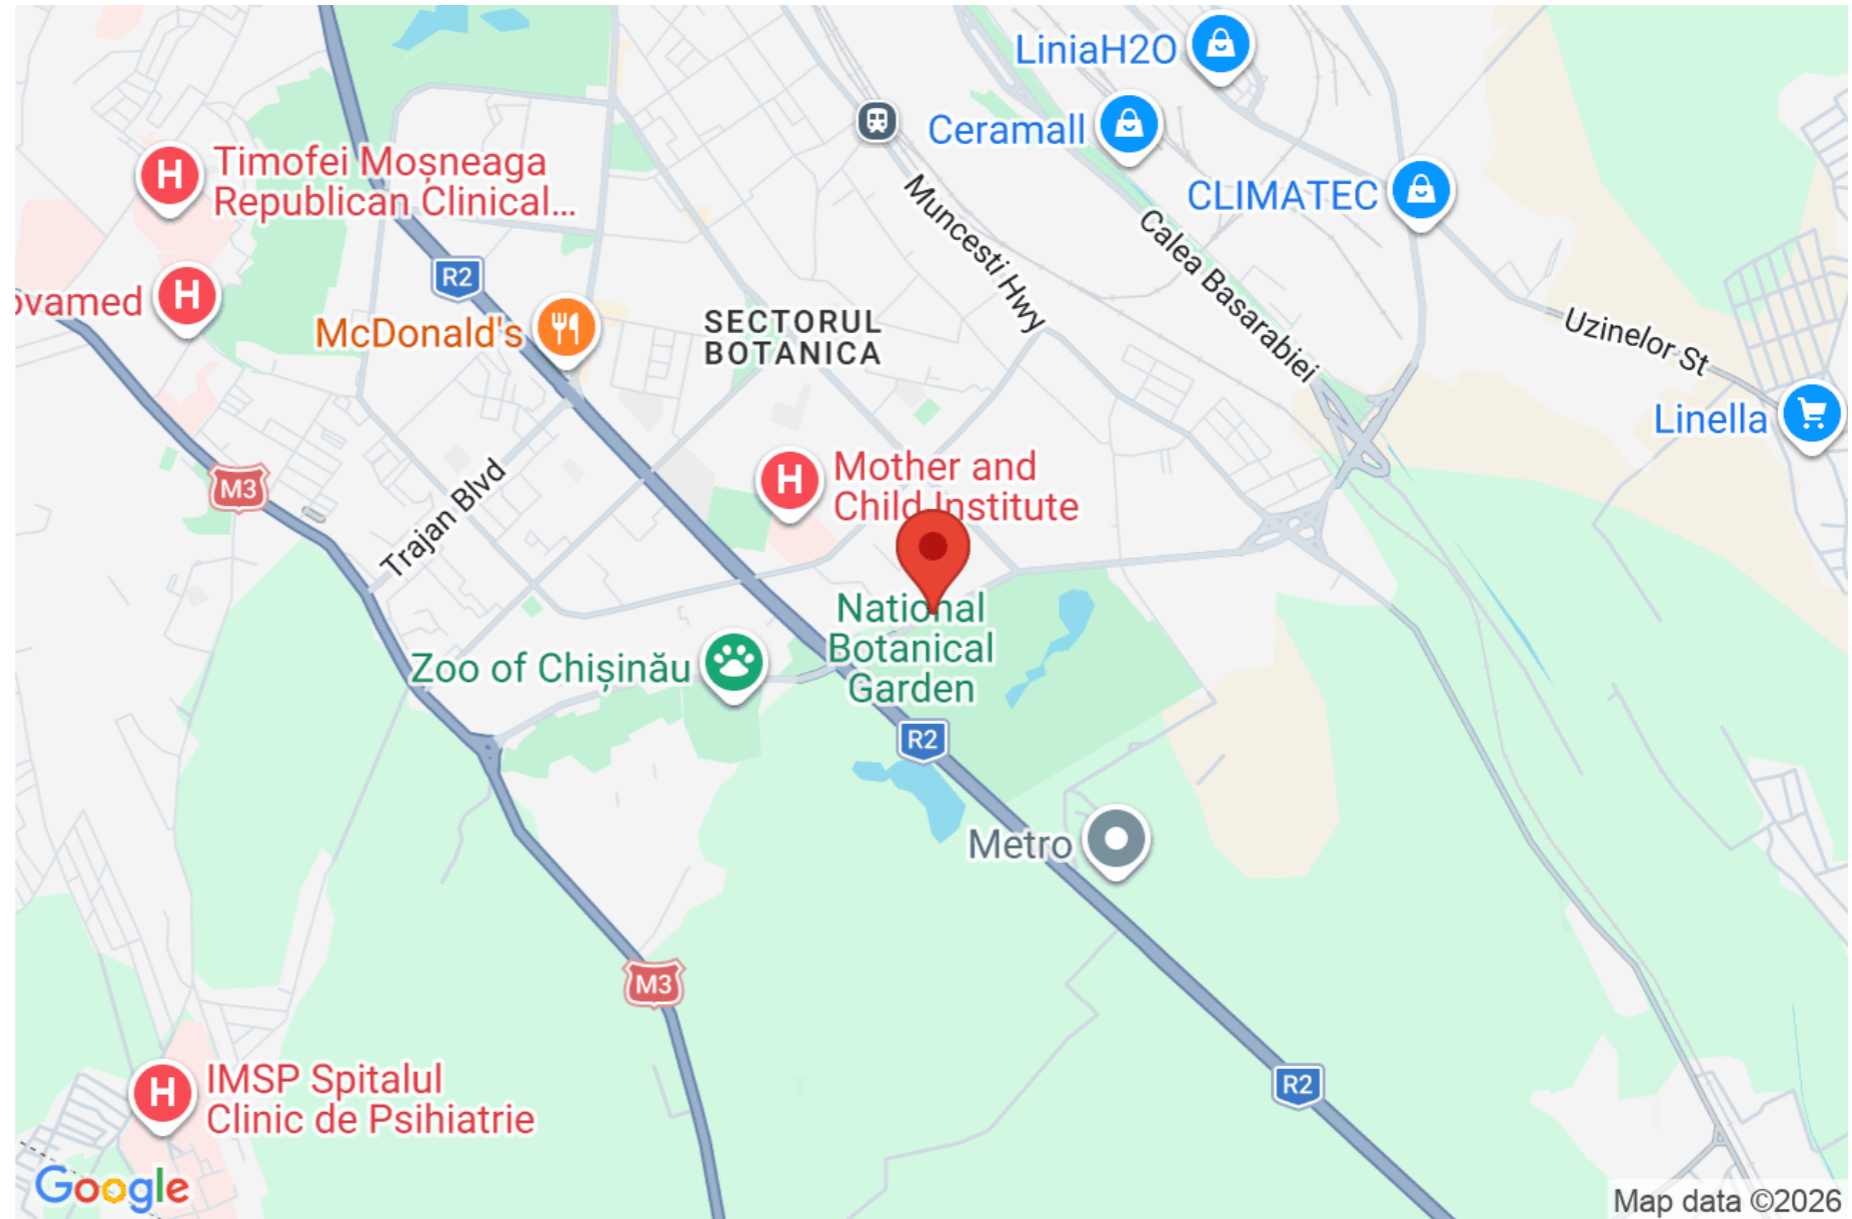 LiniaH2O
Ceramall
Timofei Moșneaga
Republican Clinical...
CLIMATEC
Muncesti Hwy
Calea Basarabiei
R2
ovamed
McDonald's
SECTORUL
BOTANICA
Uzinelor St
Linella
M3
Trajan Blvd
Mother and
Child Institute
National
Botanical
Garden
Zoo of Chișinău
R2
Metro
M3
R2
IMSP Spitalul
Clinic de Psihiatrie
Google
Map data ©2026